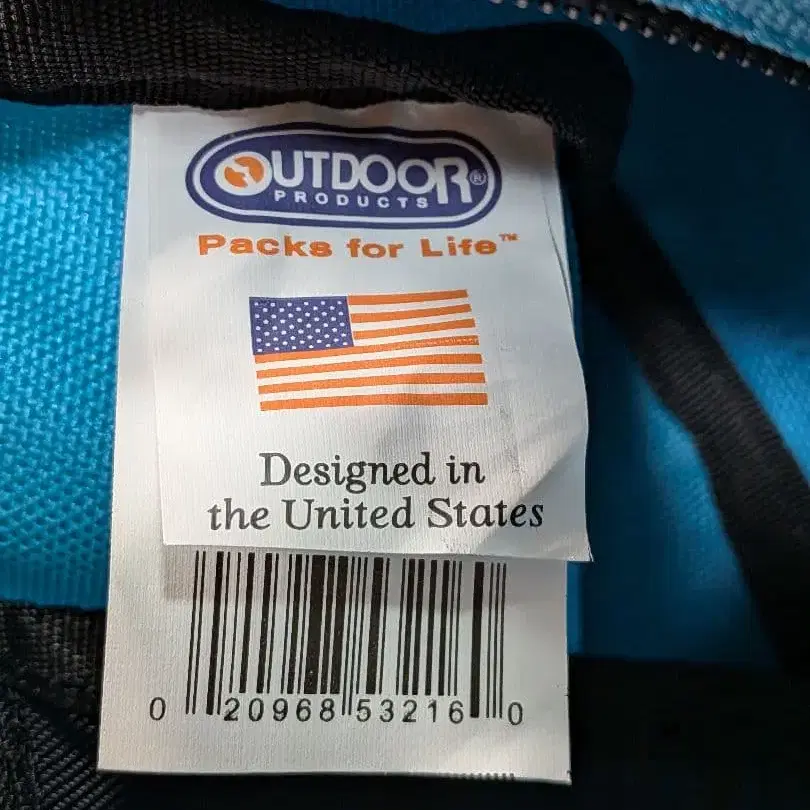 OUTDOOR®
PRODUCTS
Packs for Life™
Designed in
the United States
0 20968 53216 0